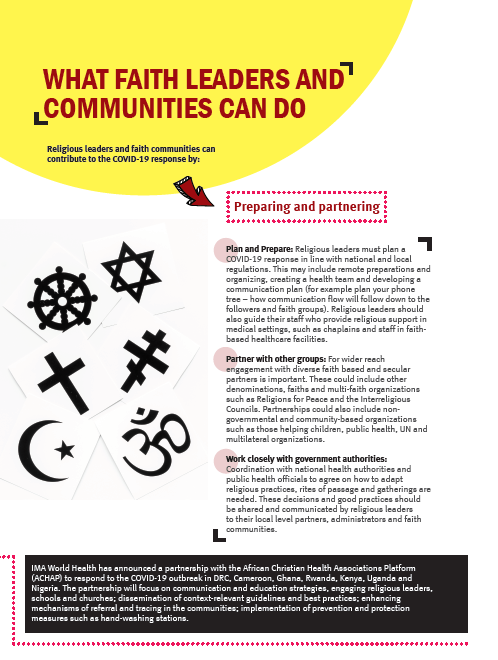 WHAT FAITH LEADERS AND
COMMUNITIES CAN DO
Religious leaders and faith communities can
contribute to the COVID-19 response by:
Preparing and partnering
Plan and Prepare: Religious leaders must plan a
COVID-19 response in line with national and local
regulations. This may include remote preparations and
organizing, creating a health team and developing a
communication plan (for example plan your phone
tree – how communication flow will follow down to the
followers and faith groups). Religious leaders should
also guide their staff who provide religious support in
medical settings, such as chaplains and staff in faith-
based healthcare facilities.
Partner with other groups: For wider reach
engagement with diverse faith based and secular
partners is important. These could include other
denominations, faiths and multi-faith organizations
such as Religions for Peace and the Interreligious
Councils. Partnerships could also include non-
governmental and community-based organizations
such as those helping children, public health, UN and
multilateral organizations.
Work closely with government authorities:
Coordination with national health authorities and
public health officials to agree on how to adapt
religious practices, rites of passage and gatherings are
needed. These decisions and good practices should
be shared and communicated by religious leaders
to their local level partners, administrators and faith
communities.
IMA World Health has announced a partnership with the African Christian Health Associations Platform
(ACHAP) to respond to the COVID-19 outbreak in DRC, Cameroon, Ghana, Rwanda, Kenya, Uganda and
Nigeria. The partnership will focus on communication and education strategies, engaging religious leaders,
schools and churches; dissemination of context-relevant guidelines and best practices; enhancing
mechanisms of referral and tracing in the communities; implementation of prevention and protection
measures such as hand-washing stations.